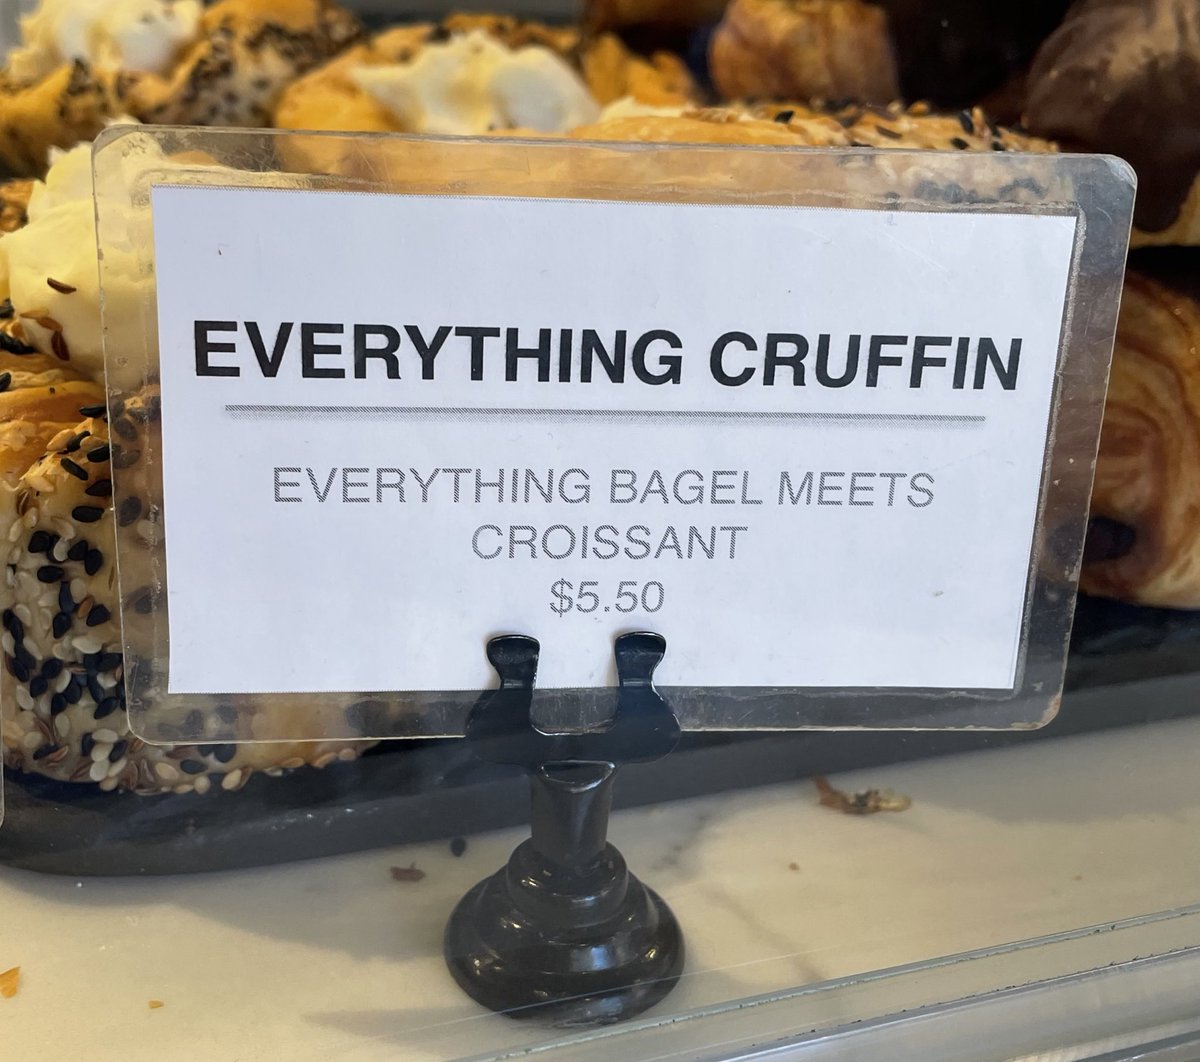 EVERYTHING CRUFFIN
EVERYTHING BAGEL MEETS
CROISSANT
$5.50